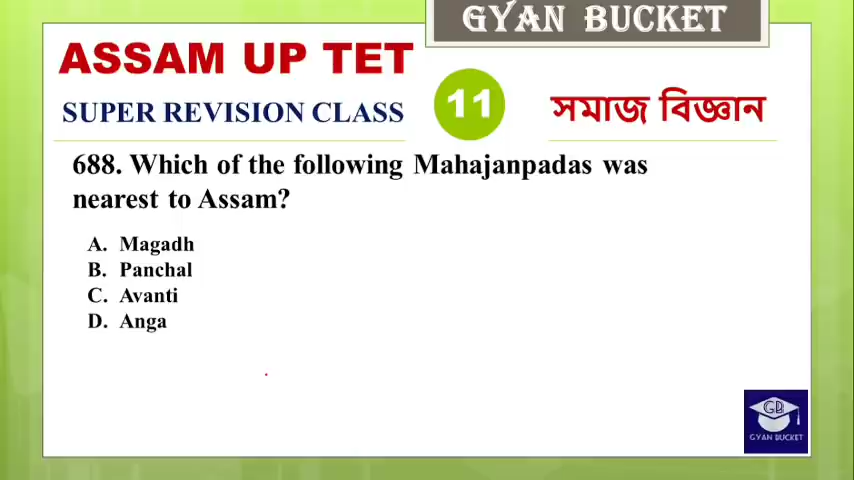 GYAN BUCKET
ASSAM UP TET
SUPER REVISION CLASS
11
সমাজ বিজ্ঞান
688. Which of the following Mahajanpadas was
nearest to Assam?
A. Magadh
B. Panchal
C. Avanti
D. Anga
GB
GYAN BUCKET